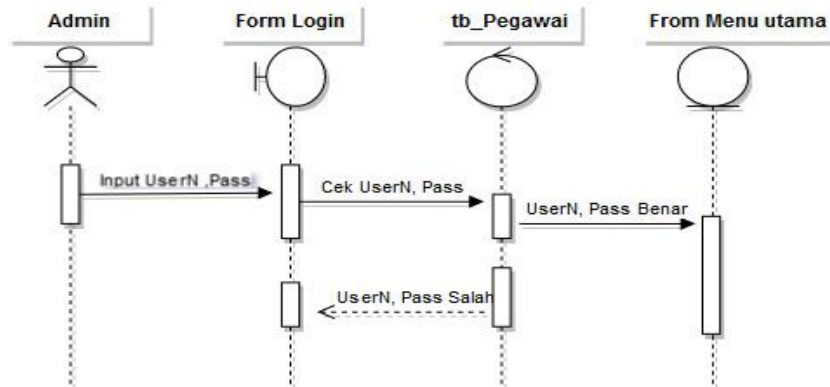 Admin
Form Login
tb_Pegawai
From Menu utama
Input UserN ,Pass
Cek UserN, Pass
UserN, Pass Benar
UserN, Pass Salah